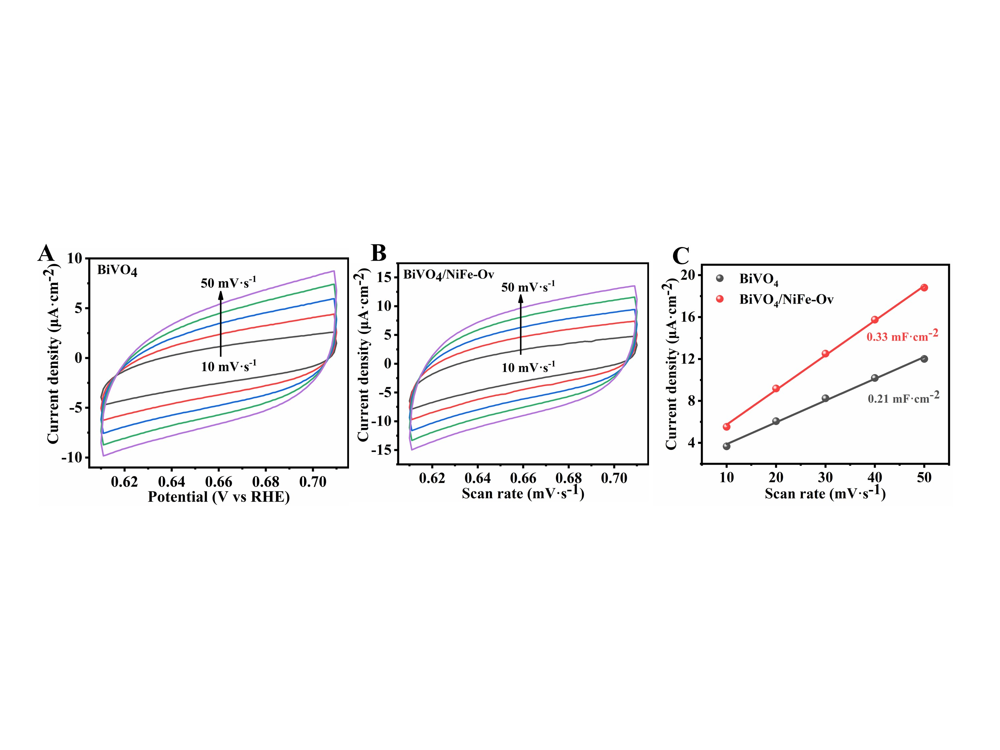 A
BiVO4
50 mV·s-1
10 mV·s-1
10
5
0
-5
-10
Current density (μA·cm-2)
0.62 0.64 0.66 0.68 0.70
Potential (V vs RHE)
B
BiVO4/NiFe-Ov
50 mV·s-1
10 mV·s-1
15
10
5
0
-5
-10
-15
Current density (μA·cm-2)
0.62 0.64 0.66 0.68 0.70
Scan rate (mV·s-1)
C
BiVO4
BiVO4/NiFe-Ov
0.33 mF·cm-2
0.21 mF·cm-2
20
16
12
8
4
Current density (μA·cm-2)
10 20 30 40 50
Scan rate (mV·s-1)